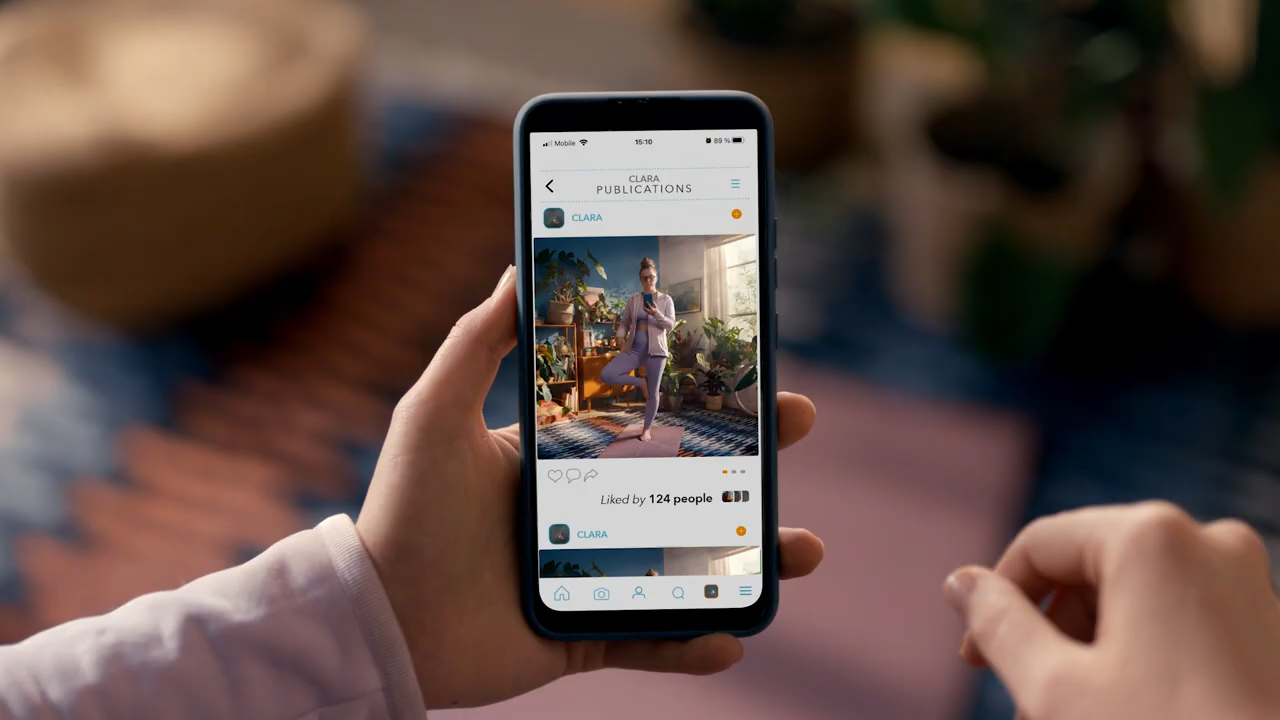 Mobile 15:10 89 %
CLARA
PUBLICATIONS
CLARA
Liked by 124 people
CLARA